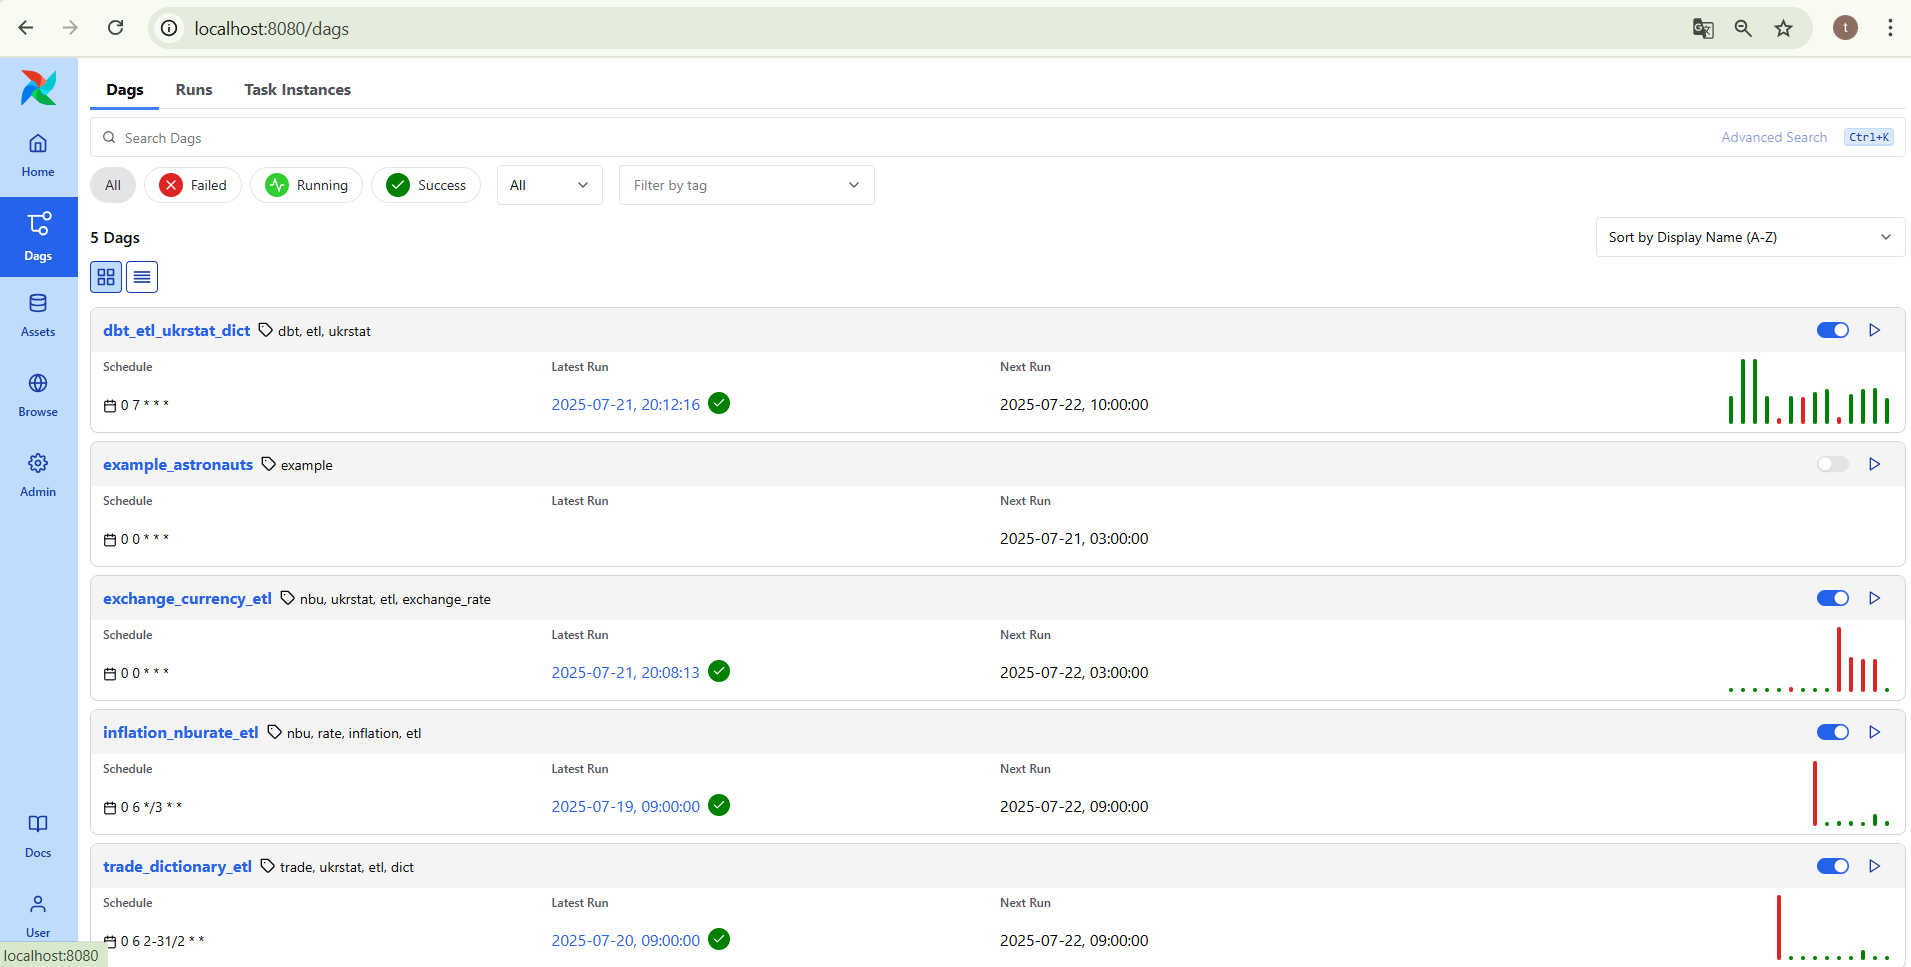 localhost:8080/dags
t
Dags Runs Task Instances
Search Dags Advanced Search Ctrl+K
Home
All Failed Running Success All Filter by tag
Dags
5 Dags Sort by Display Name (A-Z)
Assets
dbt_etl_ukrstat_dict dbt, etl, ukrstat
Schedule Latest Run Next Run
0 7 * * * 2025-07-21, 20:12:16 2025-07-22, 10:00:00
Browse
example_astronauts example
Admin
Schedule Latest Run Next Run
0 0 * * * 2025-07-21, 03:00:00
exchange_currency_etl nbu, ukrstat, etl, exchange_rate
Schedule Latest Run Next Run
0 0 * * * 2025-07-21, 20:08:13 2025-07-22, 03:00:00
inflation_nburate_etl nbu, rate, inflation, etl
Schedule Latest Run Next Run
0 6 */3 * * 2025-07-19, 09:00:00 2025-07-22, 09:00:00
Docs
trade_dictionary_etl trade, ukrstat, etl, dict
Schedule Latest Run Next Run
User
0 6 2-31/2 * * 2025-07-20, 09:00:00 2025-07-22, 09:00:00
localhost:8080